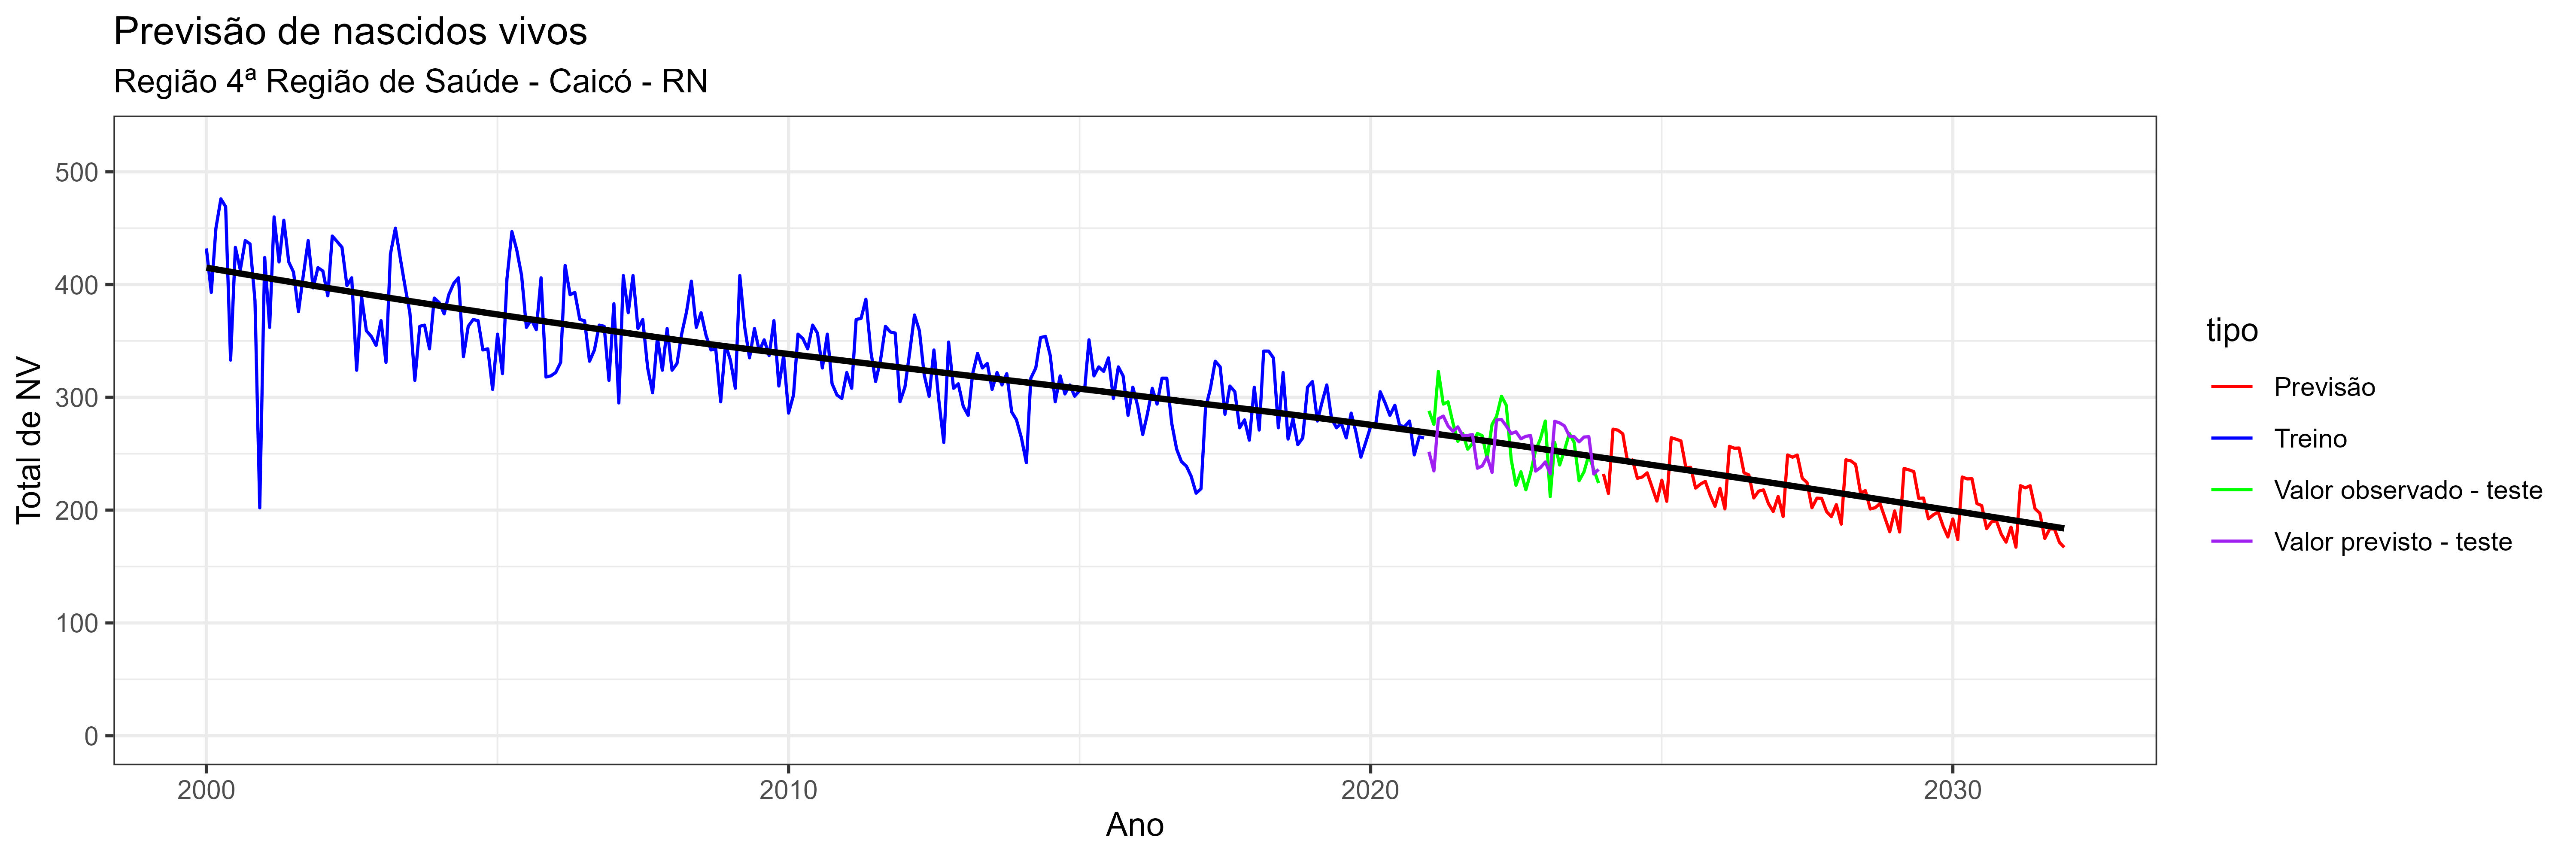 Previsão de nascidos vivos
Região 4ª Região de Saúde - Caicó - RN
Total de NV
500
400
300
200
100
0
2000
2010
2020
2030
Ano
tipo
Previsão
Treino
Valor observado - teste
Valor previsto - teste